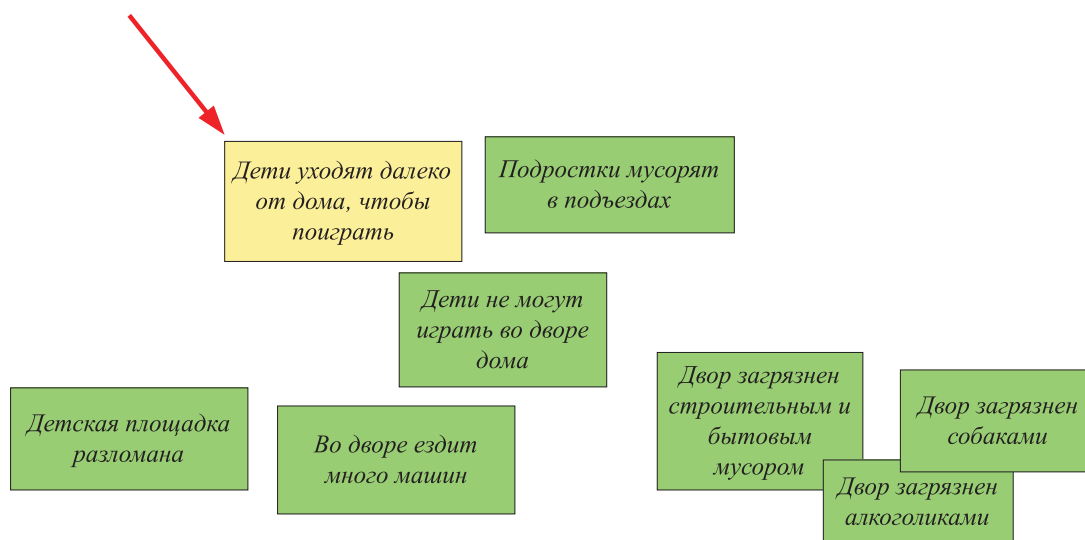 Дети уходят далеко
от дома, чтобы
поиграть
Подростки мусорят
в подъездах
Дети не могут
играть во дворе
дома
Детская площадка
разломана
Во дворе ездит
много машин
Двор загрязнен
строительным и
бытовым
мусором
Двор загрязнен
собаками
Двор загрязнен
алкоголиками